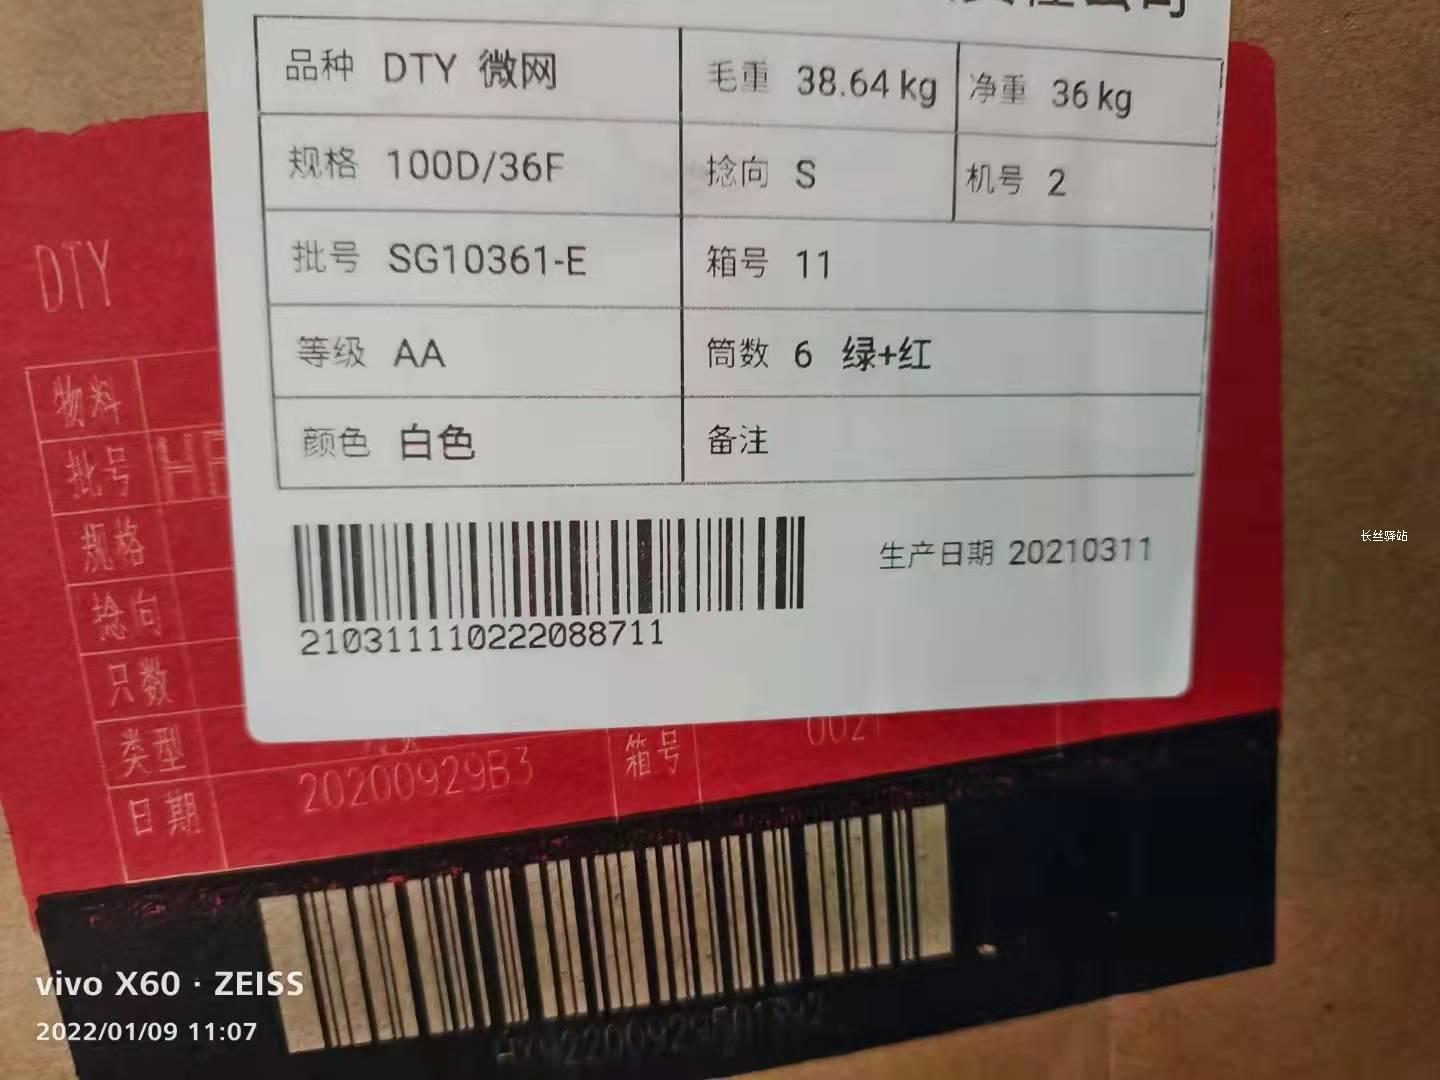 品种 DTY 微网 毛重 38.64 kg 净重 36 kg
规格 100D/36F 捻向 S 机号 2
批号 SG10361-E 箱号 11
等级 AA 筒数 6 绿+红
颜色 白色 备注
生产日期 20210311
210311110222088711
DTY
物料
批号
规格
捻向
只数
类型
日期 20200929B3 箱号
长丝驿站
vivo X60 · ZEISS
2022/01/09 11:07